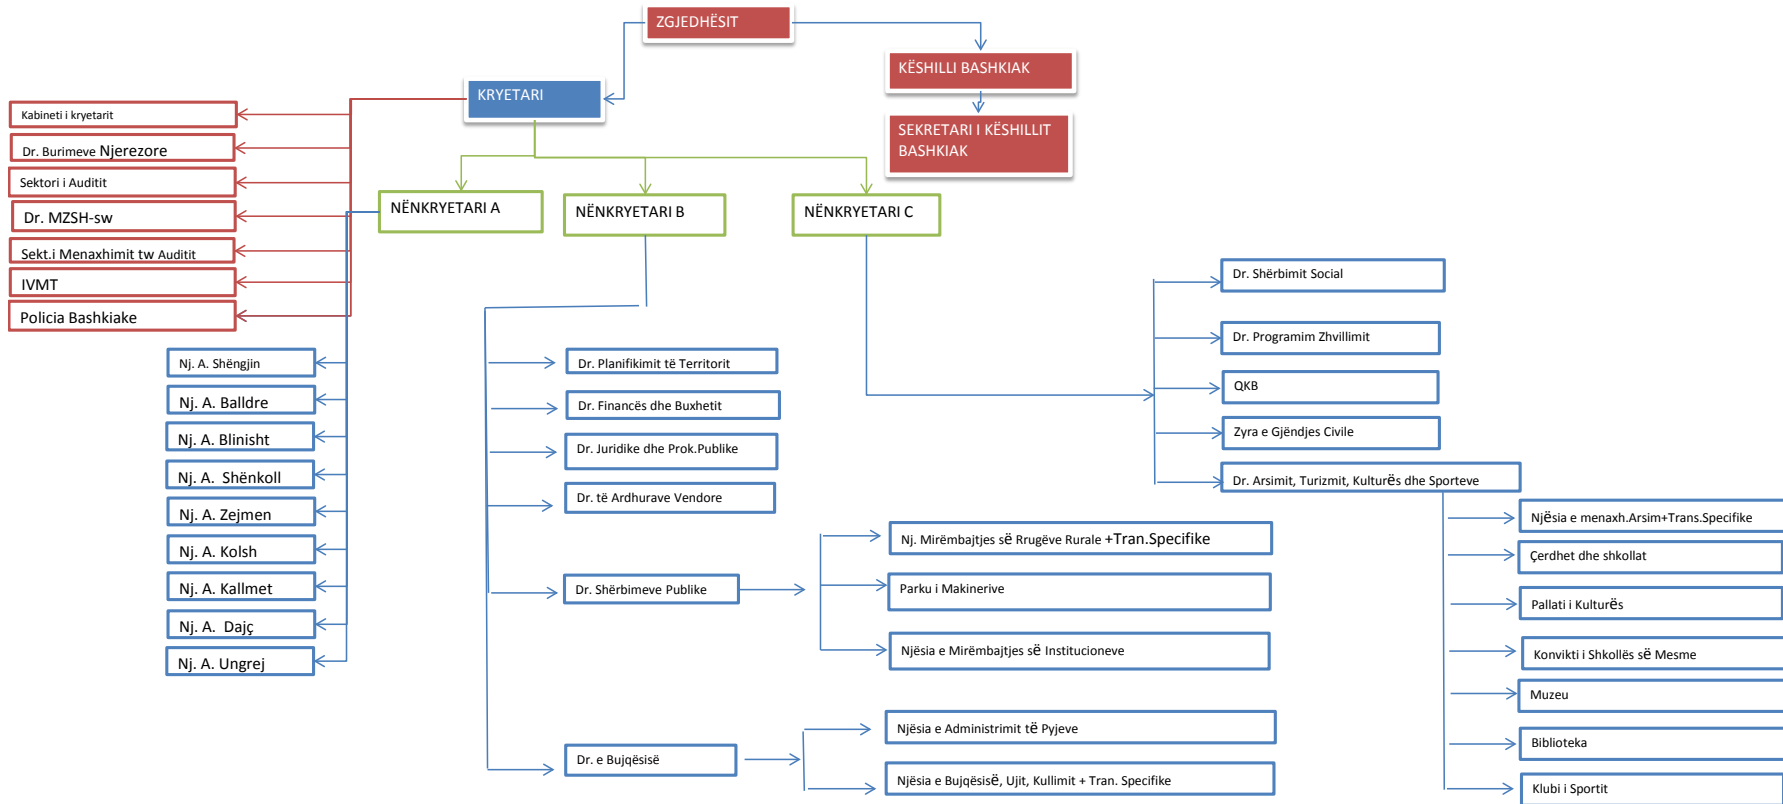 ZGJEDHËSIT
KËSHILLI BASHKIAK
SEKRETARI I KËSHILLIT
BASHKIAK
KRYETARI
Kabineti i kryetarit
Dr. Burimeve Njerezore
Sektori i Auditit
Dr. MZSH-sw
Sekt.i Menaxhimit tw Auditit
IVMT
Policia Bashkiake
NËNKRYETARI A
NËNKRYETARI B
NËNKRYETARI C
Nj. A. Shëngjin
Nj. A. Balldre
Nj. A. Blinisht
Nj. A. Shënkoll
Nj. A. Zejmen
Nj. A. Kolsh
Nj. A. Kallmet
Nj. A. Dajç
Nj. A. Ungrej
Dr. Planifikimit të Territorit
Dr. Financës dhe Buxhetit
Dr. Juridike dhe Prok.Publike
Dr. të Ardhurave Vendore
Dr. Shërbimeve Publike
Dr. e Bujqësisë
Nj. Mirëmbajtjes së Rrugëve Rurale +Tran.Specifike
Parku i Makinerive
Njësia e Mirëmbajtjes së Institucioneve
Njësia e Administrimit të Pyjeve
Njësia e Bujqësisë, Ujit, Kullimit + Tran. Specifike
Dr. Shërbimit Social
Dr. Programim Zhvillimit
QKB
Zyra e Gjëndjes Civile
Dr. Arsimit, Turizmit, Kulturës dhe Sporteve
Njësia e menaxh.Arsim+Trans.Specifike
Çerdhet dhe shkollat
Pallati i Kulturës
Konvikti i Shkollës së Mesme
Muzeu
Biblioteka
Klubi i Sportit